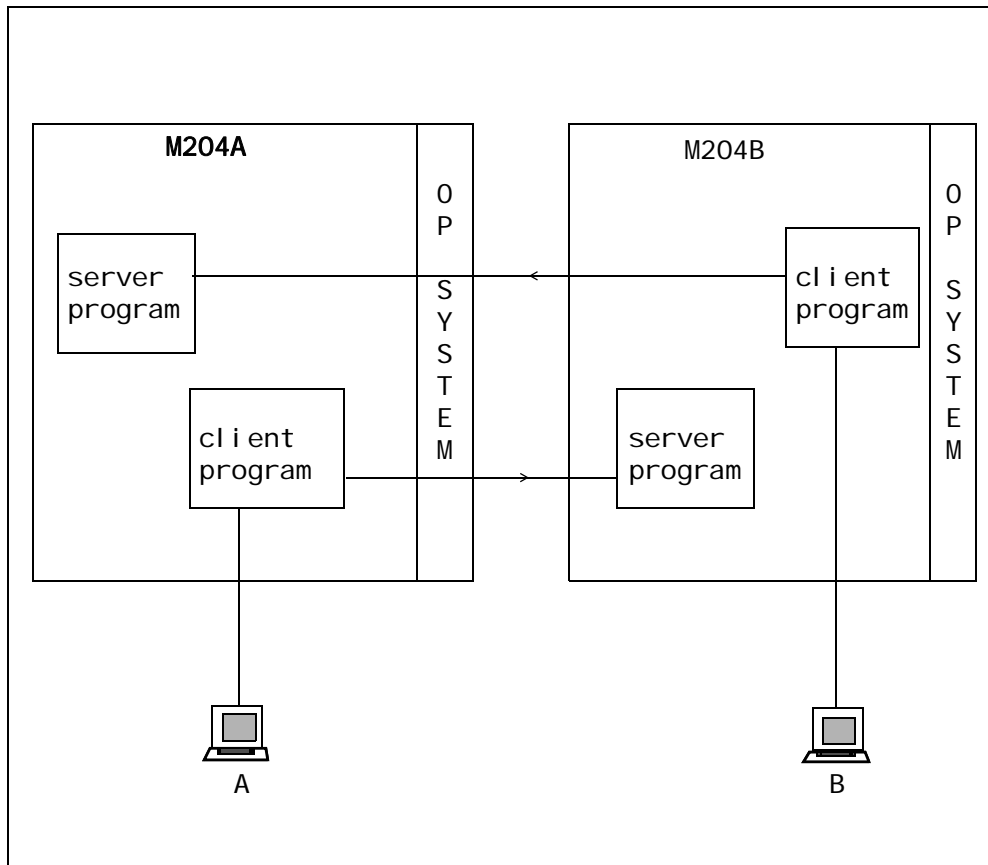 M204A
O
P
S
Y
S
T
E
M
server
program
client
program
M204B
O
P
S
Y
S
T
E
M
client
program
server
program
A
B